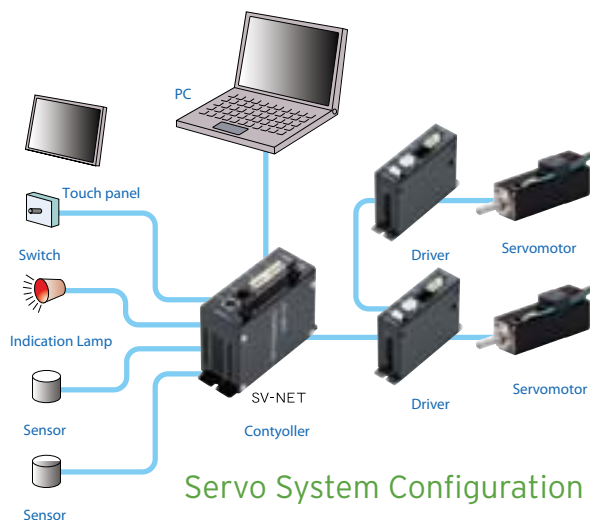 PC
Touch panel
Switch
Driver
Servomotor
Indication Lamp
SV-NET
Servomotor
Driver
Sensor
Contyoller
Servo System Configuration
Sensor